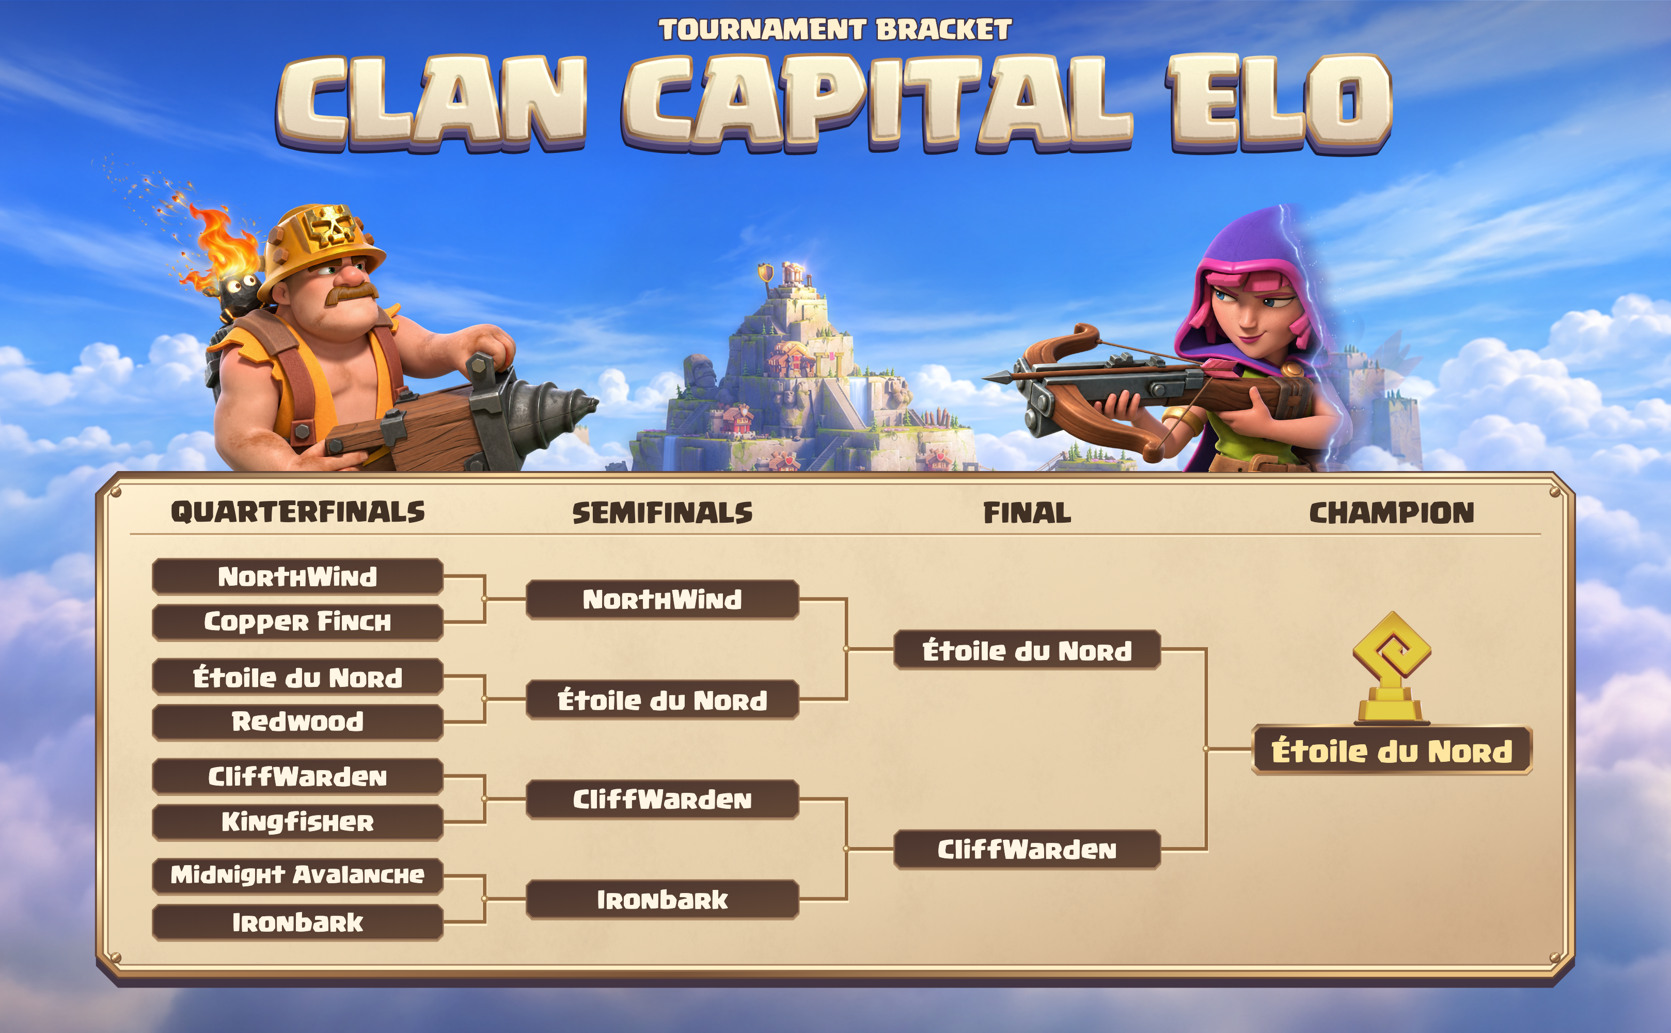 TOURNAMENT BRACKET
CLAN CAPITAL ELO
QUARTERFINALS
SEMIFINALS
FINAL
CHAMPION
NorthWind
Copper Finch
Étoile du Nord
Redwood
CliffWarden
Kingfisher
Midnight Avalanche
Ironbark
NorthWind
Étoile du Nord
CliffWarden
Ironbark
Étoile du Nord
CliffWarden
Étoile du Nord